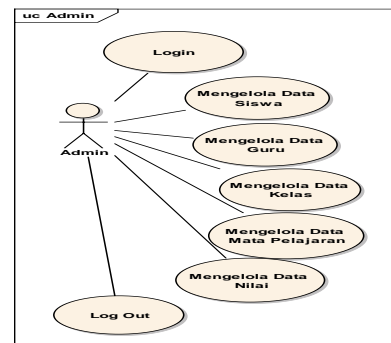 uc Admin
Login
Mengelola Data
Siswa
Mengelola Data
Guru
Admin
Mengelola Data
Kelas
Mengelola Data
Mata Pelajaran
Mengelola Data
Nilai
Log Out